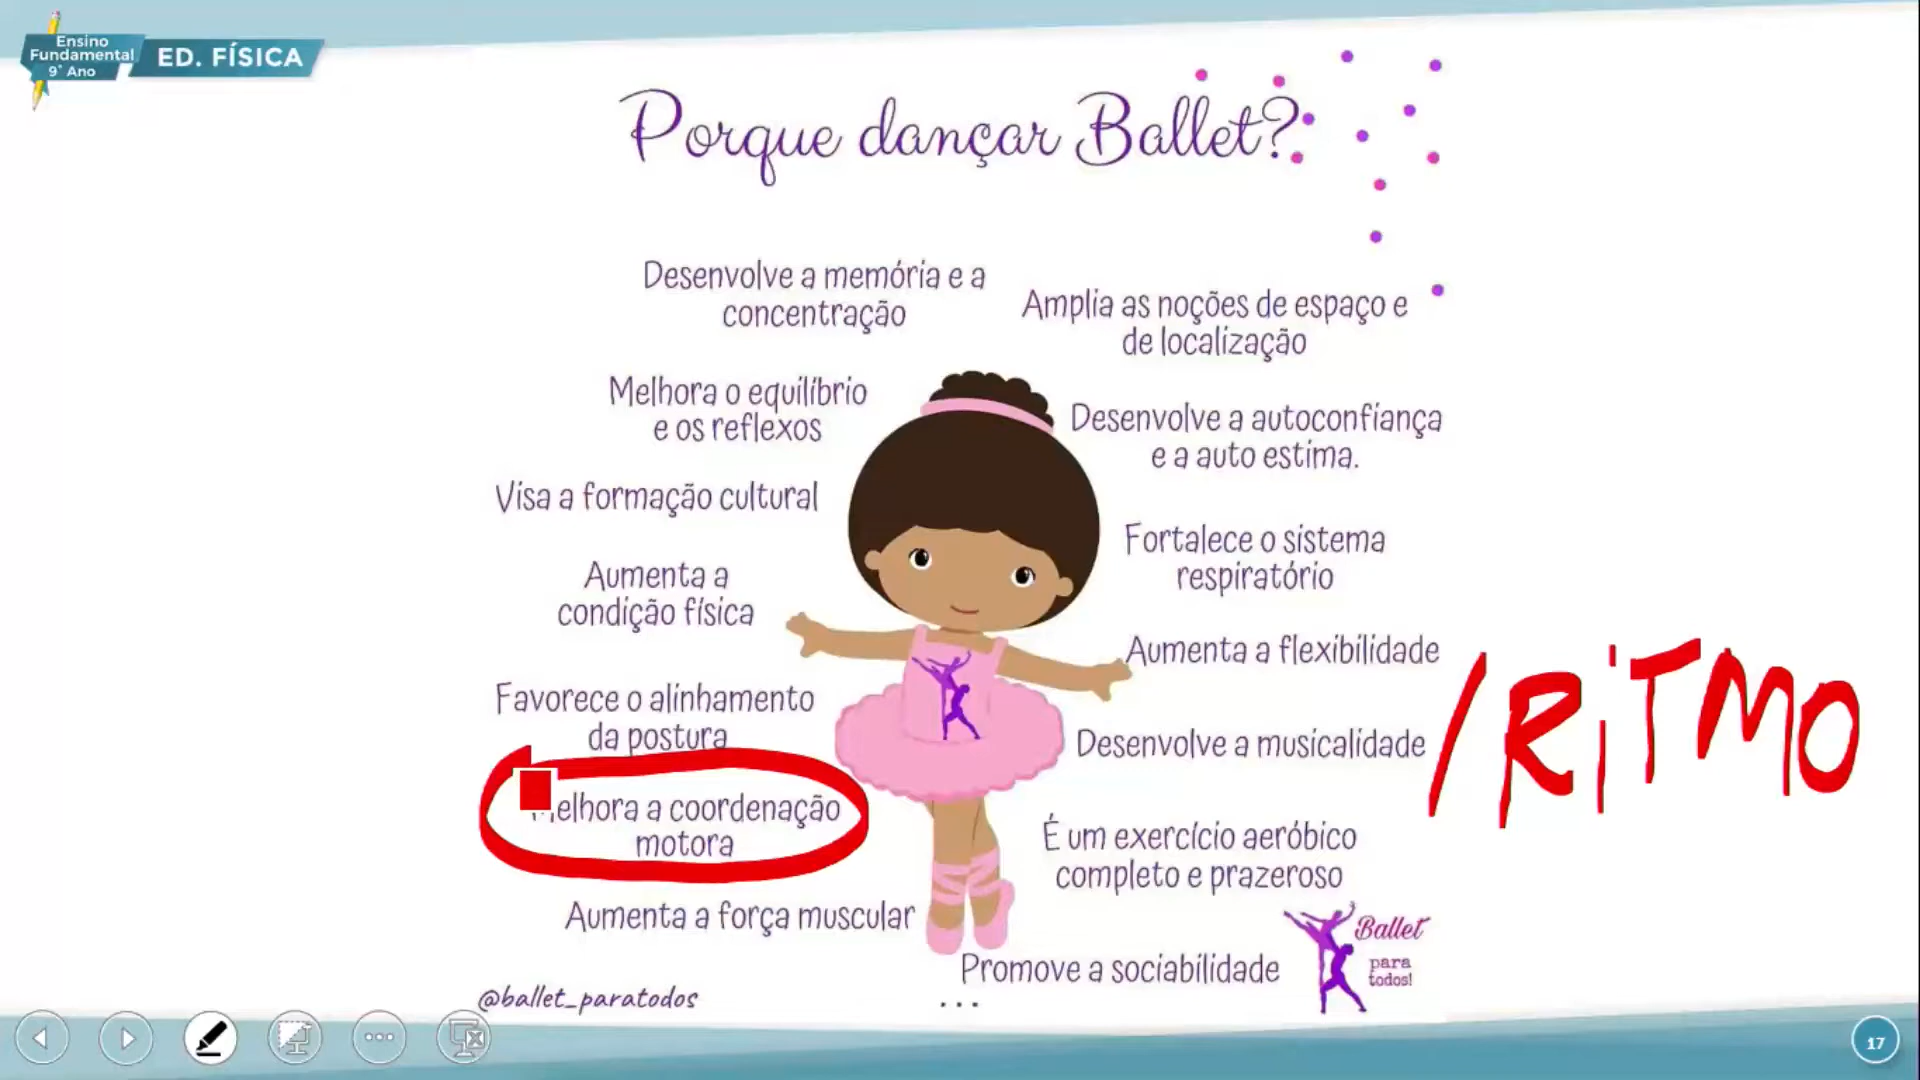 Ensino
Fundamental
9° Ano
ED. FÍSICA
Porque dançar Ballet?
Desenvolve a memória e a
concentração
Amplia as noções de espaço e
de localização
Melhora o equilíbrio
e os reflexos
Desenvolve a autoconfiança
e a auto estima.
Visa a formação cultural
Fortalece o sistema
respiratório
Aumenta a
condição física
Aumenta a flexibilidade
Favorece o alinhamento
da postura
Desenvolve a musicalidade
/RiTMO
Melhora a coordenação
motora
É um exercício aeróbico
completo e prazeroso
Aumenta a força muscular
Promove a sociabilidade
...
Ballet
para
todos!
@ballet_paratodos
17